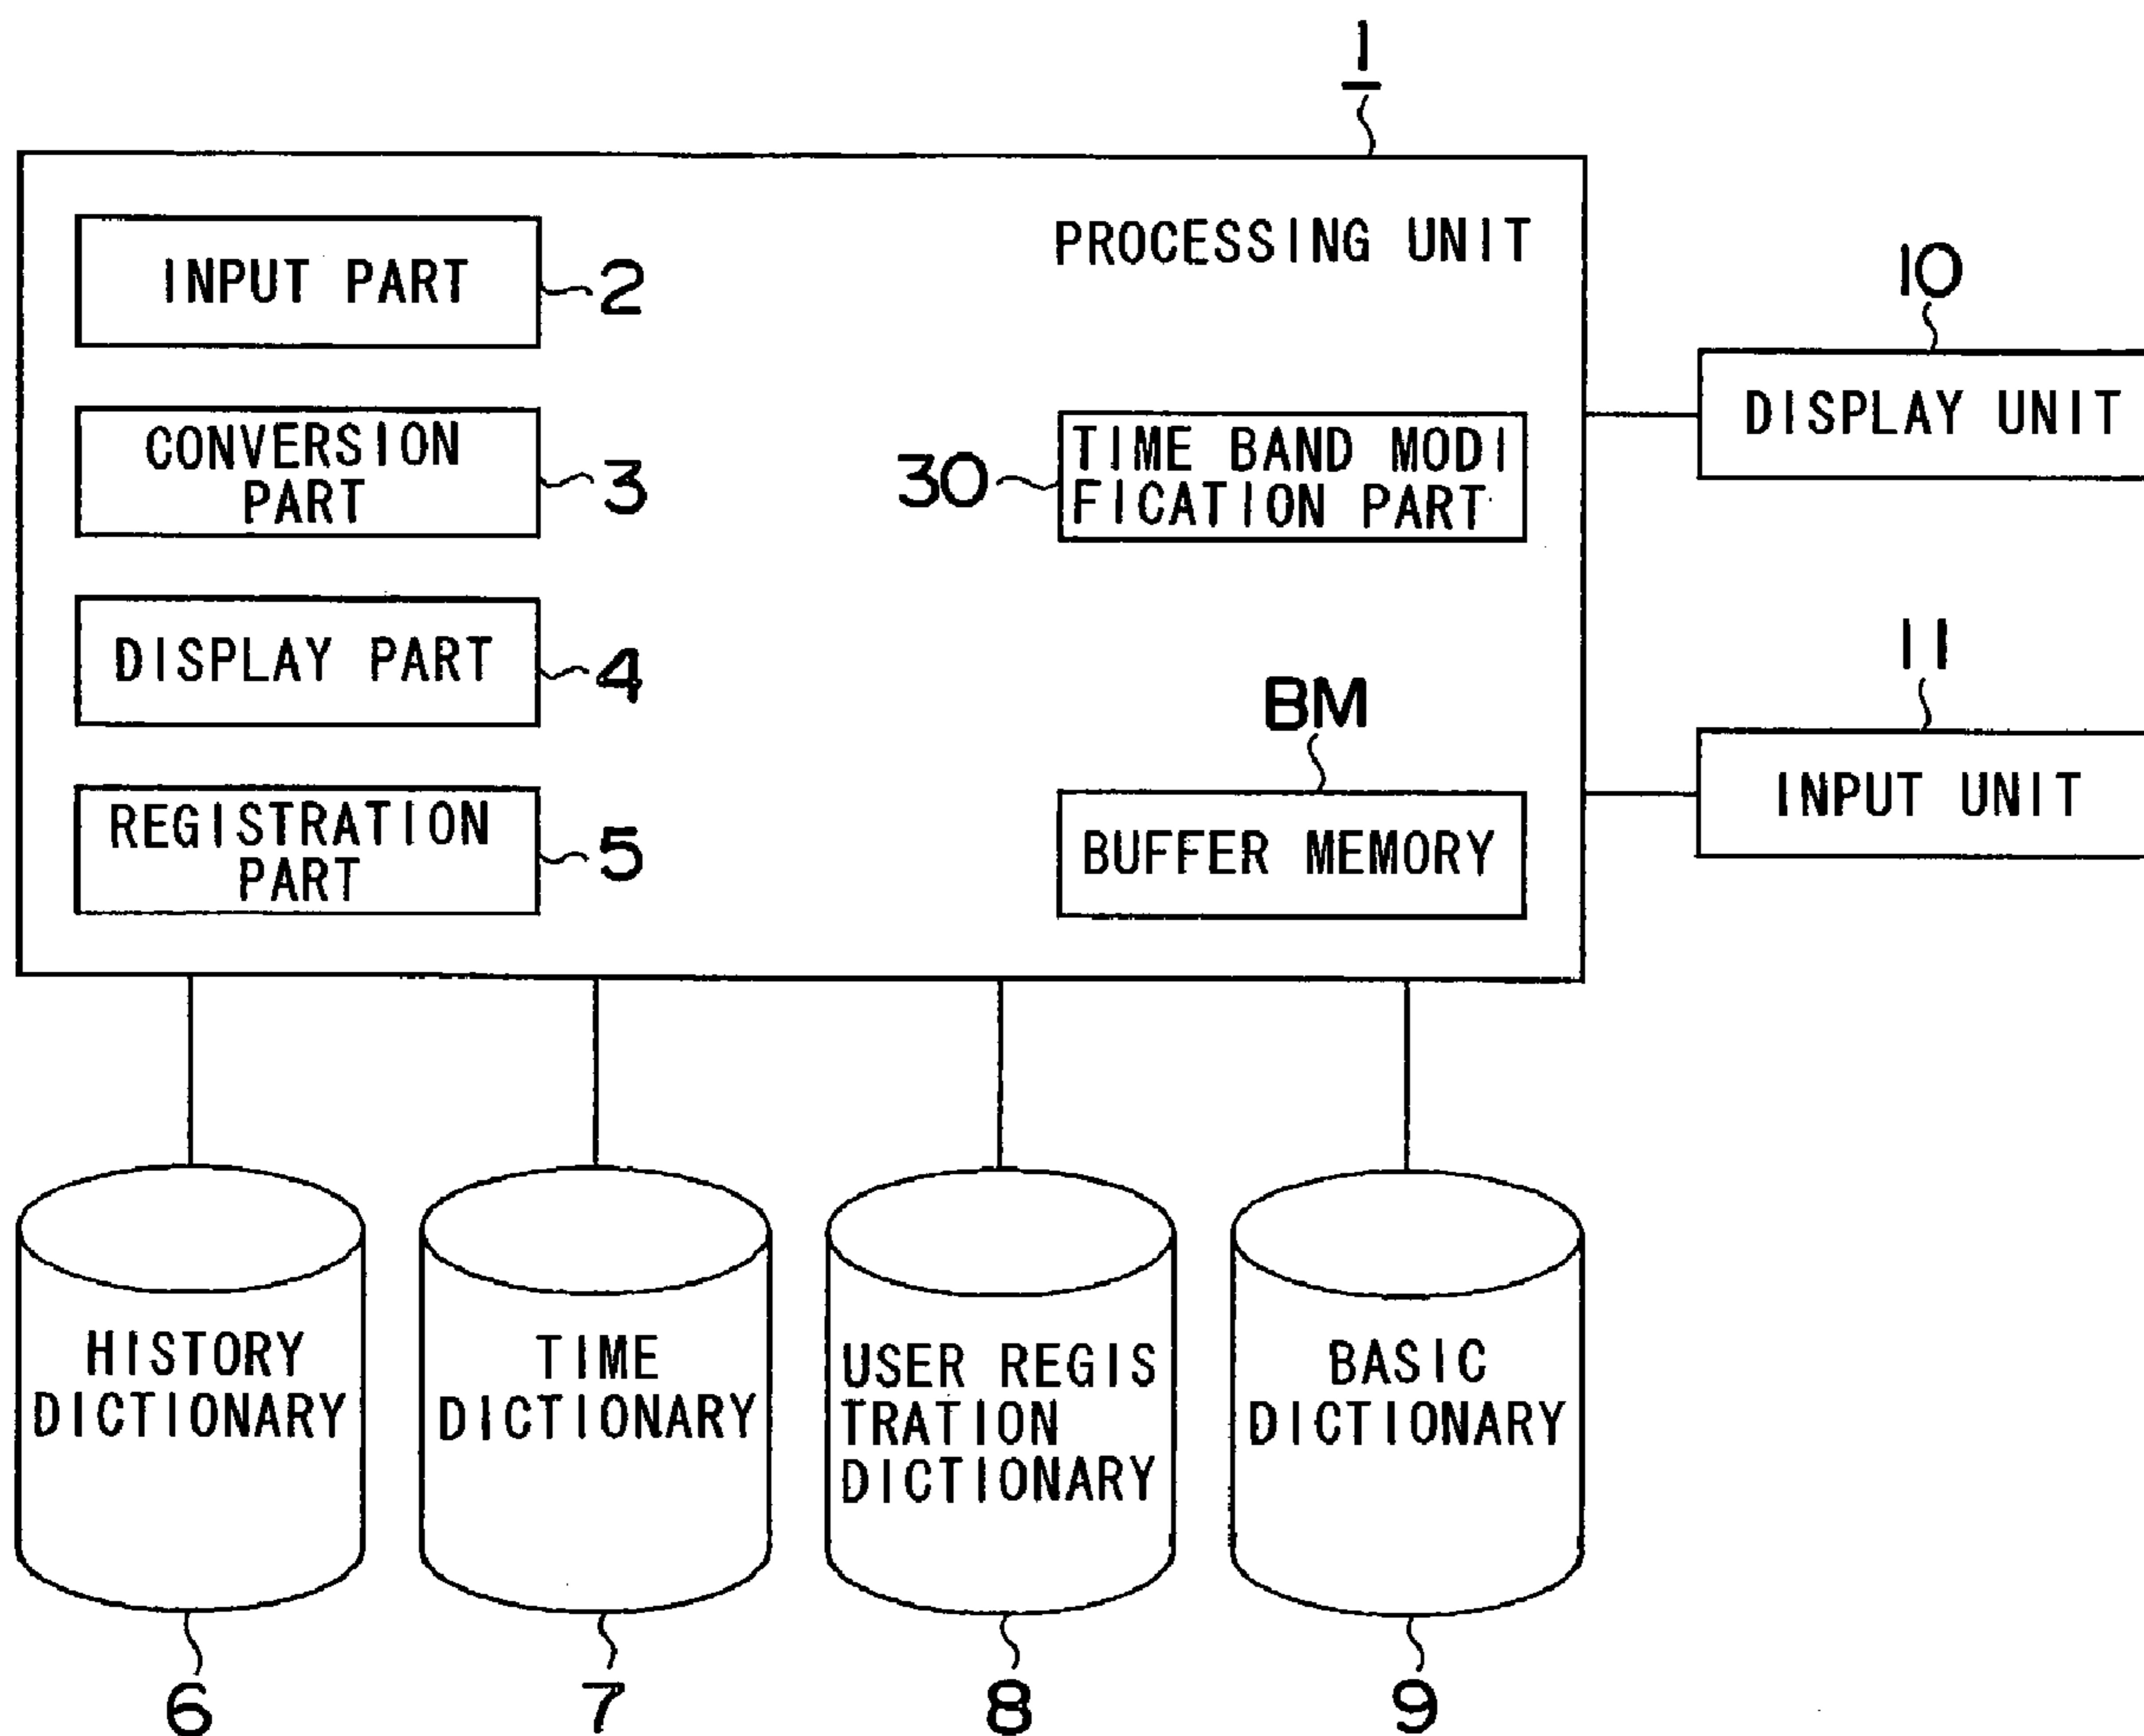 1
PROCESSING UNIT
INPUT PART
2
10
DISPLAY UNIT
CONVERSION
PART
3
30
TIME BAND MODI
FICATION PART
DISPLAY PART
4
11
INPUT UNIT
BM
BUFFER MEMORY
REGISTRATION
PART
5
HISTORY
DICTIONARY
TIME
DICTIONARY
USER REGIS
TRATION
DICTIONARY
BASIC
DICTIONARY
6
7
8
9